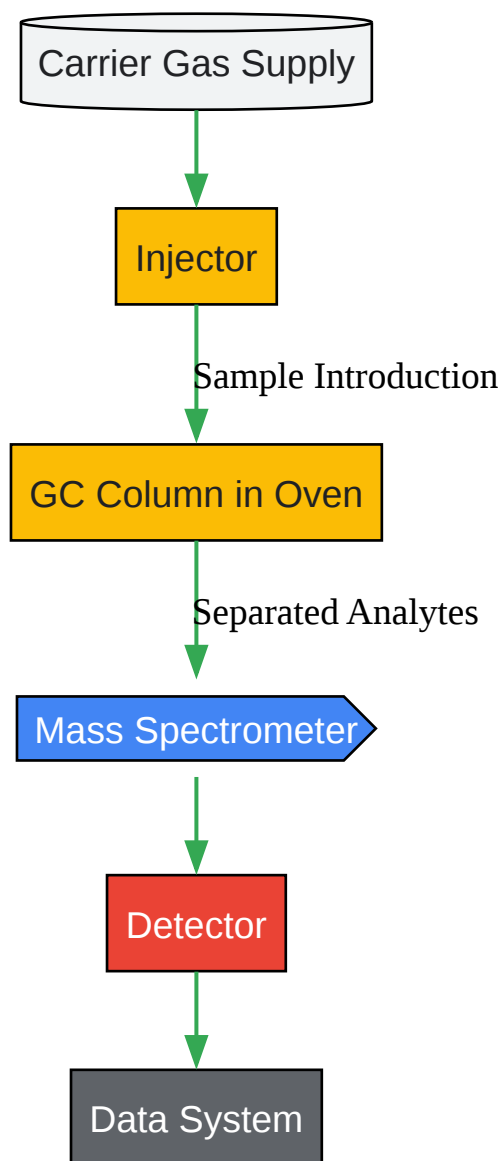 Carrier Gas Supply
Injector
Sample Introduction
GC Column in Oven
Separated Analytes
Mass Spectrometer
Detector
Data System